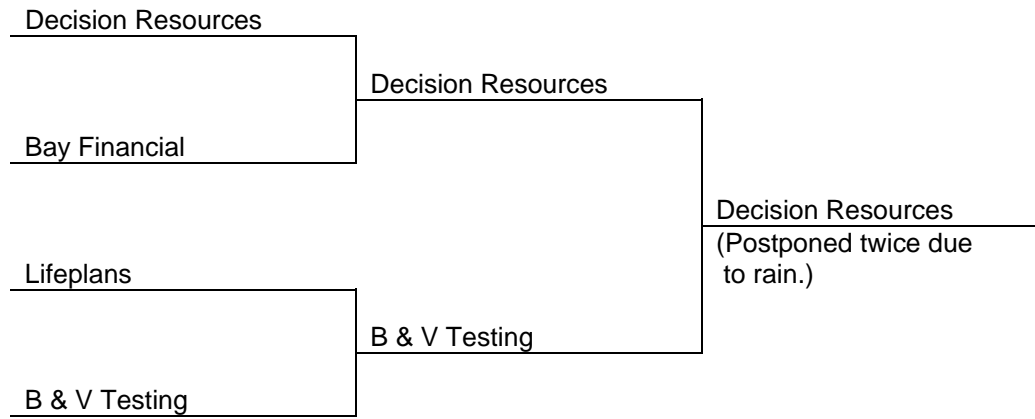 Decision Resources
Decision Resources
Bay Financial
Decision Resources
(Postponed twice due
to rain.)
Lifeplans
B & V Testing
B & V Testing